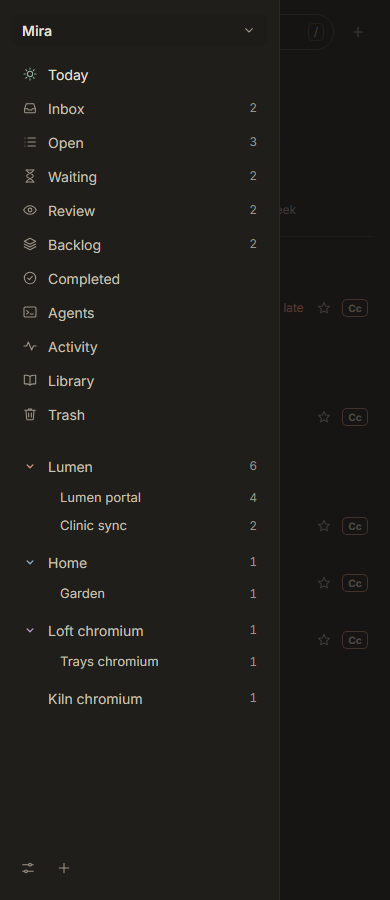 Mira
/
Today
Inbox 2
Open 3
Waiting 2
Review 2
eek
Backlog 2
Completed
Agents
late Cc
Activity
Library
Trash
Cc
Lumen 6
Lumen portal 4
Clinic sync 2
Cc
Home 1
Cc
Garden 1
Loft chromium 1
Cc
Trays chromium 1
Kiln chromium 1